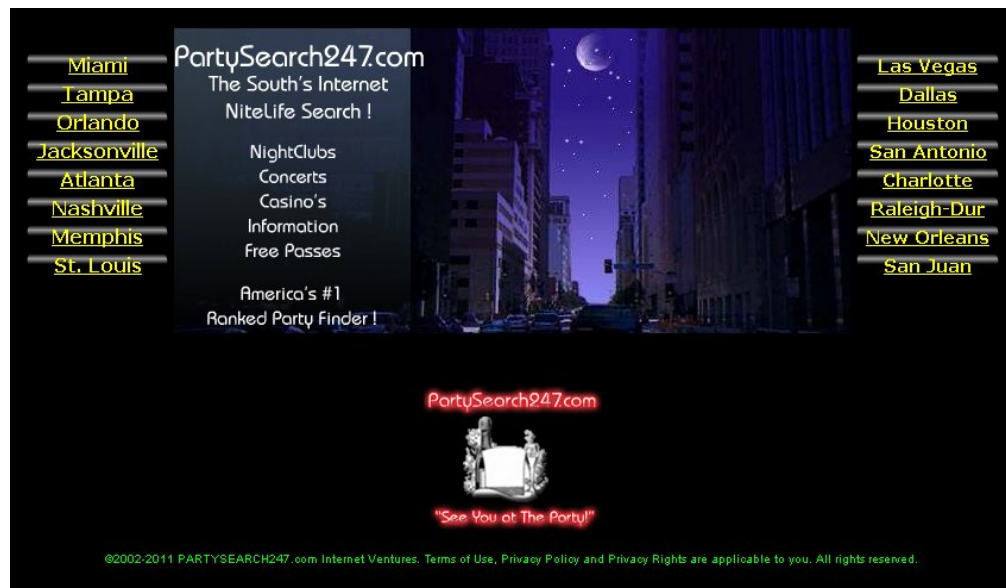 Miami
Tampa
Orlando
Jacksonville
Atlanta
Nashville
Memphis
St. Louis
PartySearch247.com
The South's Internet
NiteLife Search !
NightClubs
Concerts
Casino's
Information
Free Passes
America's #1
Ranked Party Finder !
Las Vegas
Dallas
Houston
San Antonio
Charlotte
Raleigh-Dur
New Orleans
San Juan
PartySearch247.com
"See You at The Party!"
©2002-2011 PARTYSEARCH247.com Internet Ventures. Terms of Use, Privacy Policy and Privacy Rights are applicable to you. All rights reserved.